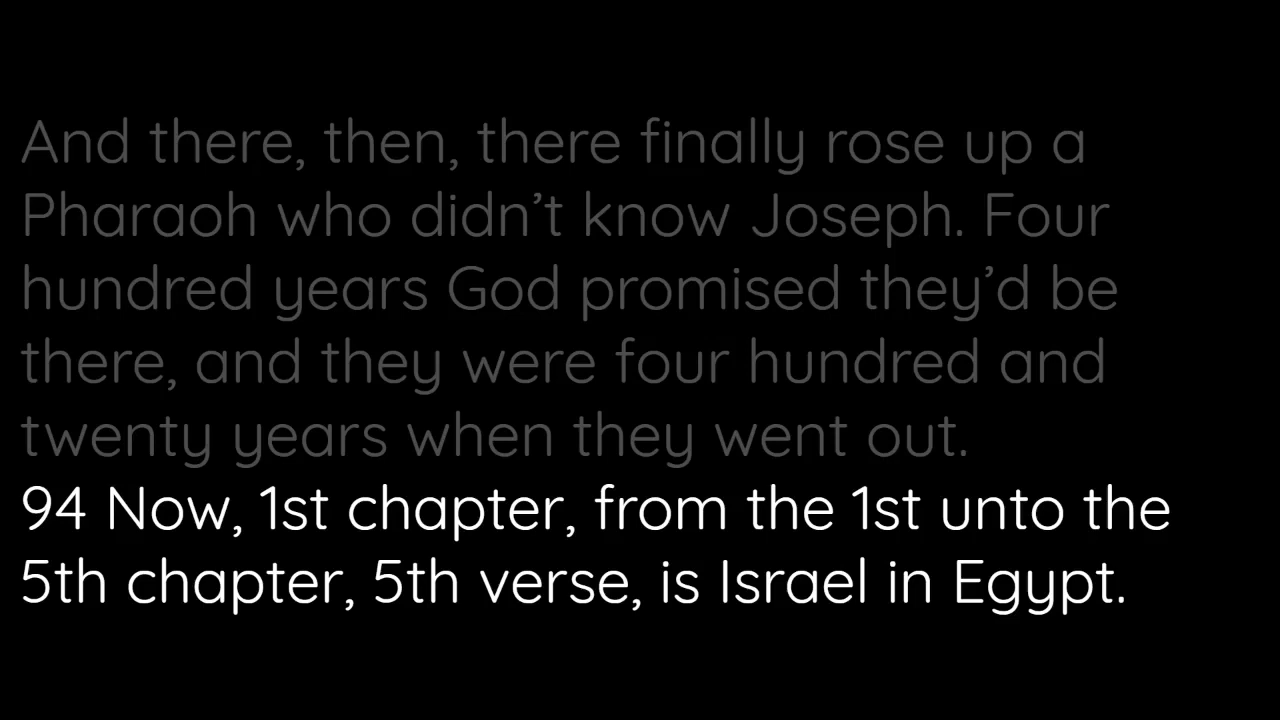 And there, then, there finally rose up a
Pharaoh who didn’t know Joseph. Four
hundred years God promised they’d be
there, and they were four hundred and
twenty years when they went out.
94 Now, 1st chapter, from the 1st unto the
5th chapter, 5th verse, is Israel in Egypt.